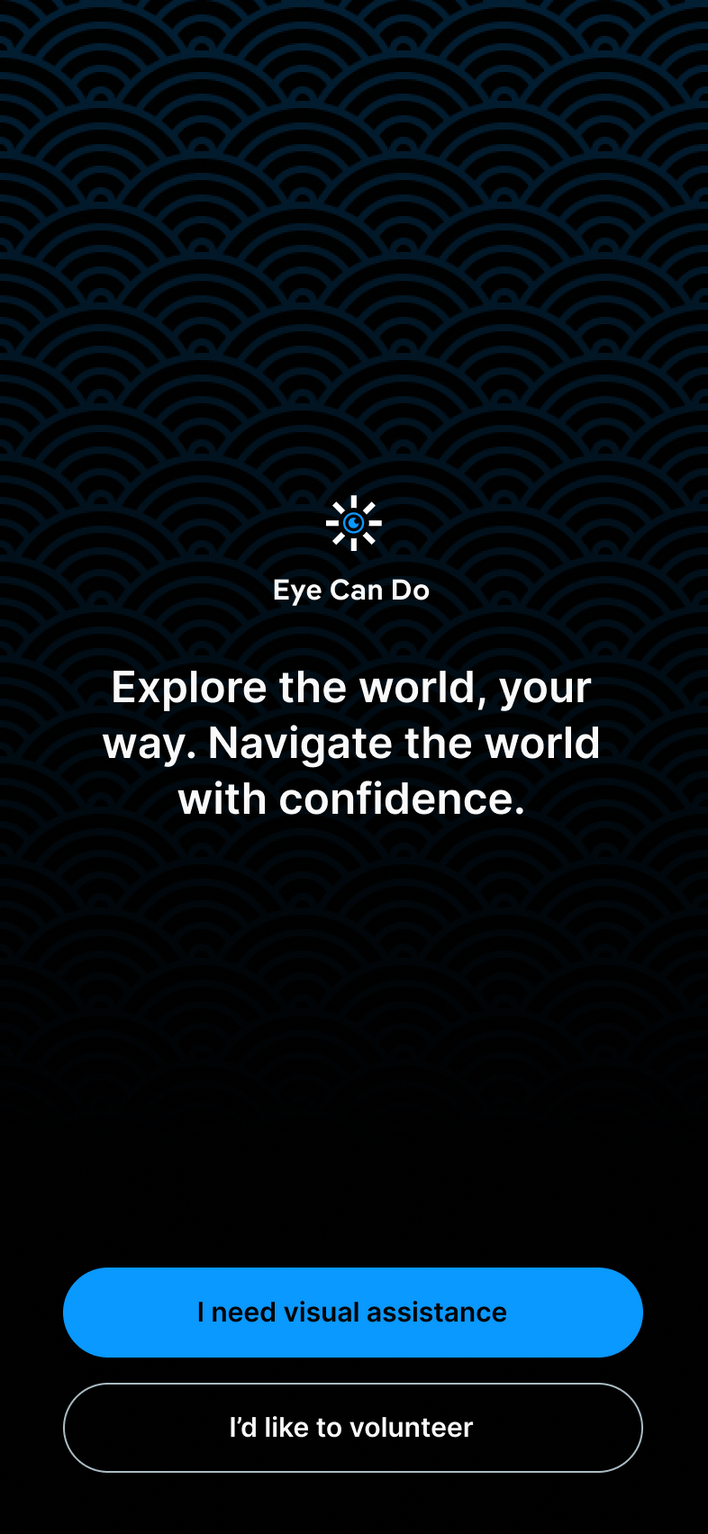 Eye Can Do
Explore the world, your
way. Navigate the world
with confidence.
I need visual assistance
I’d like to volunteer